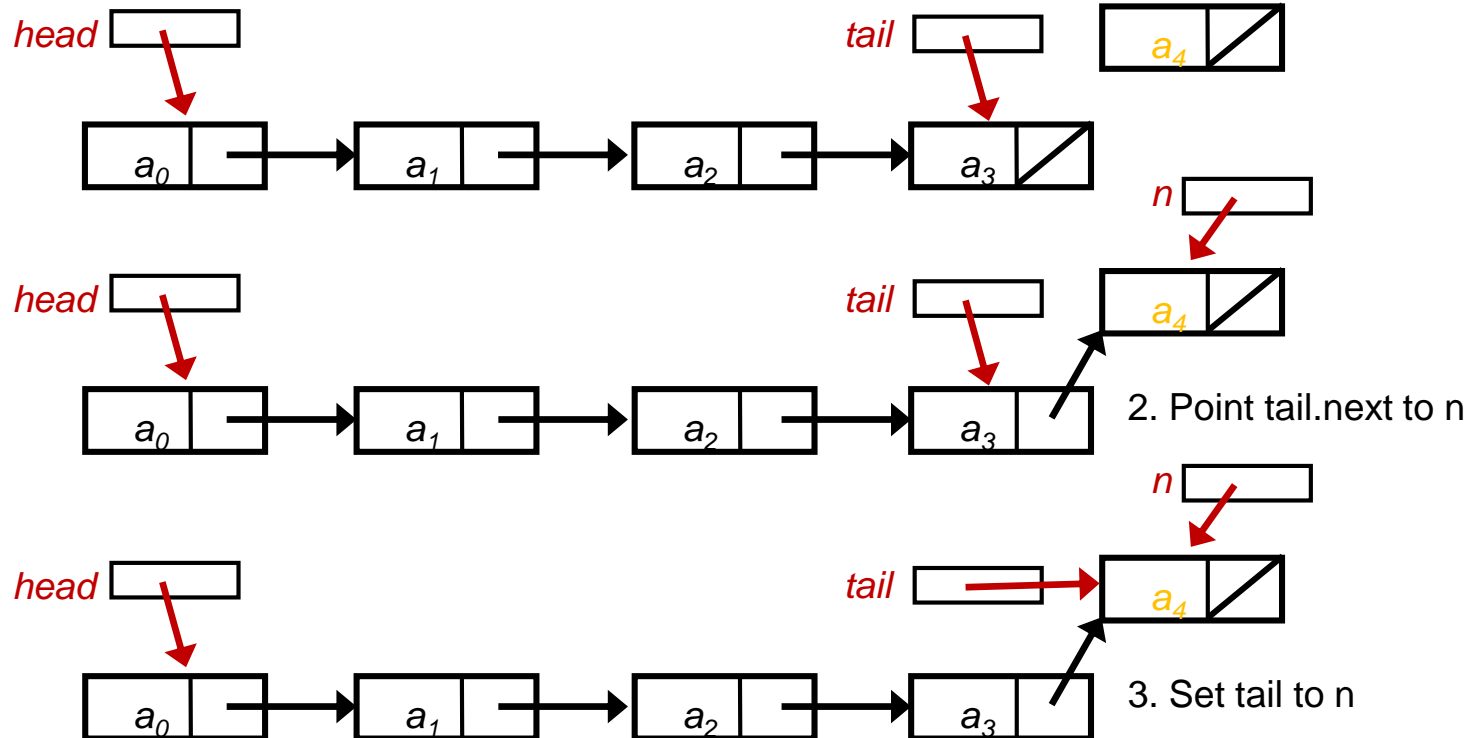 head tail a₄
a₀ a₁ a₂ a₃
n
head tail a₄
a₀ a₁ a₂ a₃ 2. Point tail.next to n
n
head tail a₄
a₀ a₁ a₂ a₃ 3. Set tail to n